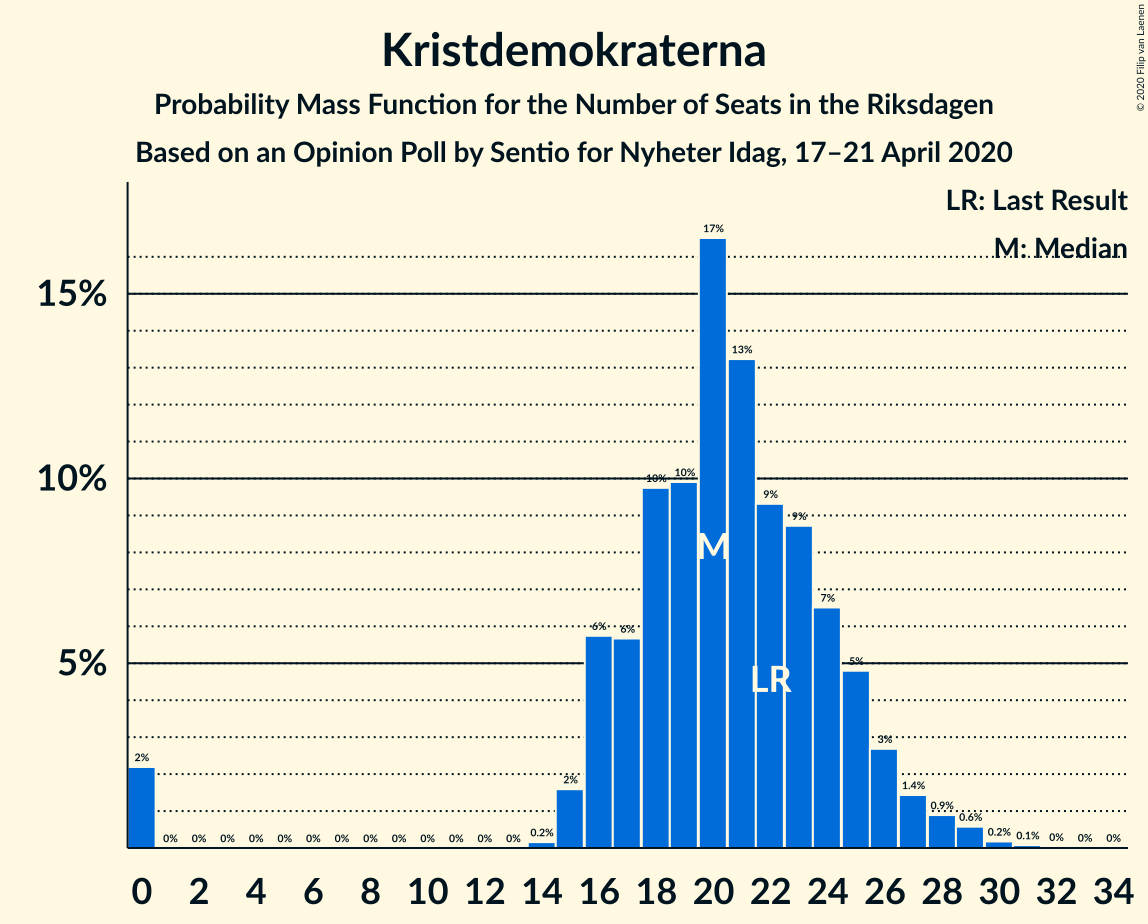 Kristdemokraterna
Probability Mass Function for the Number of Seats in the Riksdagen
Based on an Opinion Poll by Sentio for Nyheter Idag, 17–21 April 2020
© 2020 Filip van Laenen
LR: Last Result
M: Median
15%
10%
5%
2% 0% 0% 0% 0% 0% 0% 0% 0% 0% 0% 0% 0% 0% 0.2% 2% 6% 6% 10% 10% 17% 13% 9% 9% 7% 5% 3% 1.4% 0.9% 0.6% 0.2% 0.1% 0% 0% 0%
M
LR
0 2 4 6 8 10 12 14 16 18 20 22 24 26 28 30 32 34